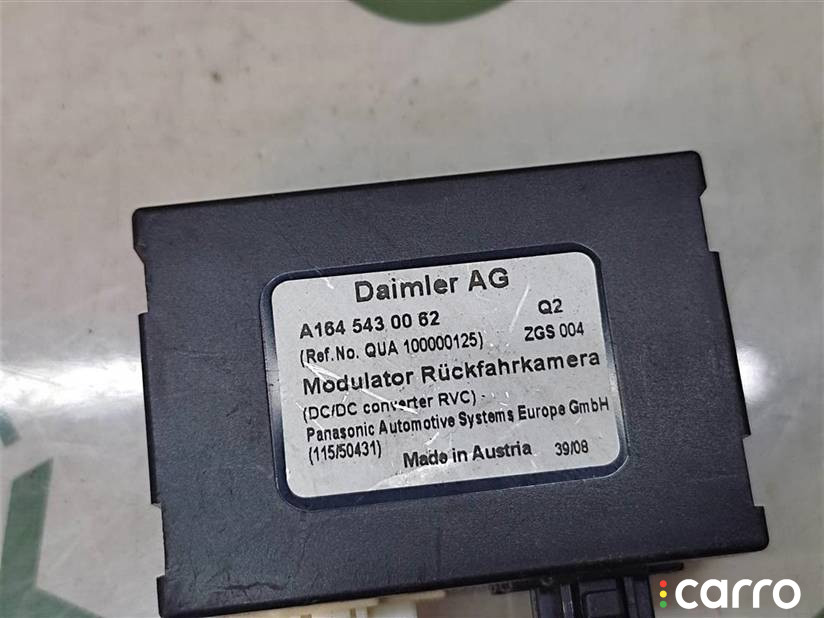 Daimler AG
A164 543 00 62 Q2
(Ref.No. QUA 100000125) ZGS 004
Modulator Rückfahrkamera
(DC/DC converter RVC)
Panasonic Automotive Systems Europe GmbH
(115/50431) Made in Austria 39/08
carro